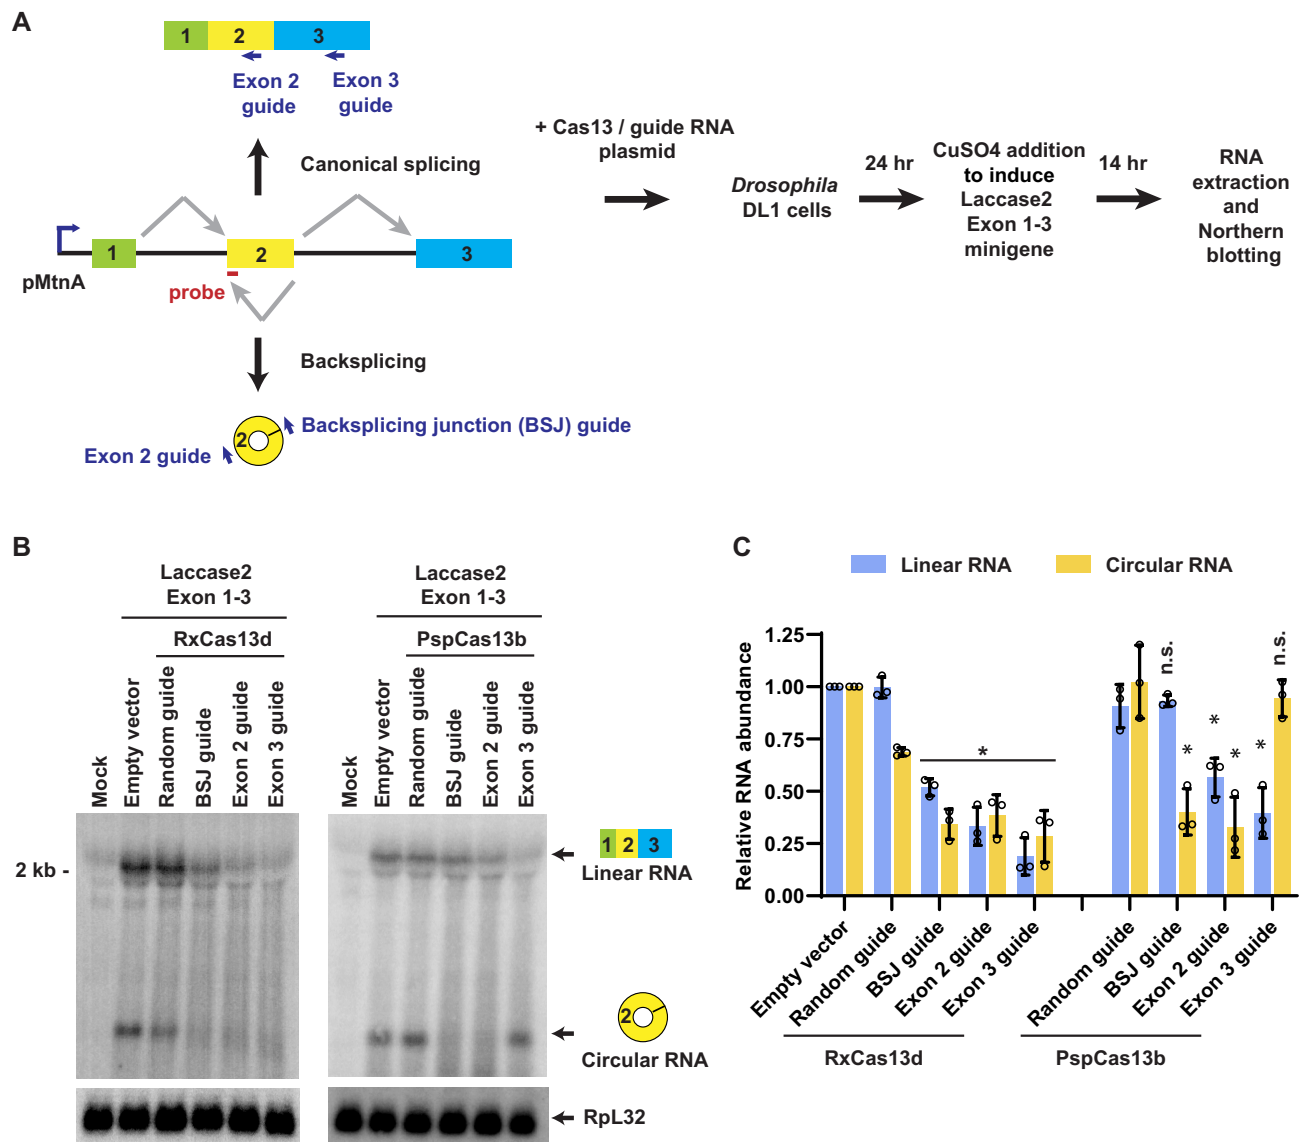 A
1 2 3
Exon 2
guide
Exon 3
guide
Canonical splicing
pMtnA
1
2
3
probe
Backsplicing
2
Backsplicing junction (BSJ) guide
Exon 2 guide
+ Cas13 / guide RNA
plasmid
Drosophila
DL1 cells
24 hr
CuSO4 addition
to induce
Laccase2
Exon 1-3
minigene
14 hr
RNA
extraction
and
Northern
blotting
B
Laccase2
Exon 1-3
RxCas13d
Mock
Empty vector
Random guide
BSJ guide
Exon 2 guide
Exon 3 guide
2 kb -
Laccase2
Exon 1-3
PspCas13b
Mock
Empty vector
Random guide
BSJ guide
Exon 2 guide
Exon 3 guide
1 2 3
Linear RNA
2
Circular RNA
RpL32
C
Linear RNA
Circular RNA
Relative RNA abundance
1.25
1.00
0.75
0.50
0.25
0.00
*
n.s.
*
*
*
*
n.s.
Empty vector
Random guide
BSJ guide
Exon 2 guide
Exon 3 guide
Random guide
BSJ guide
Exon 2 guide
Exon 3 guide
RxCas13d
PspCas13b